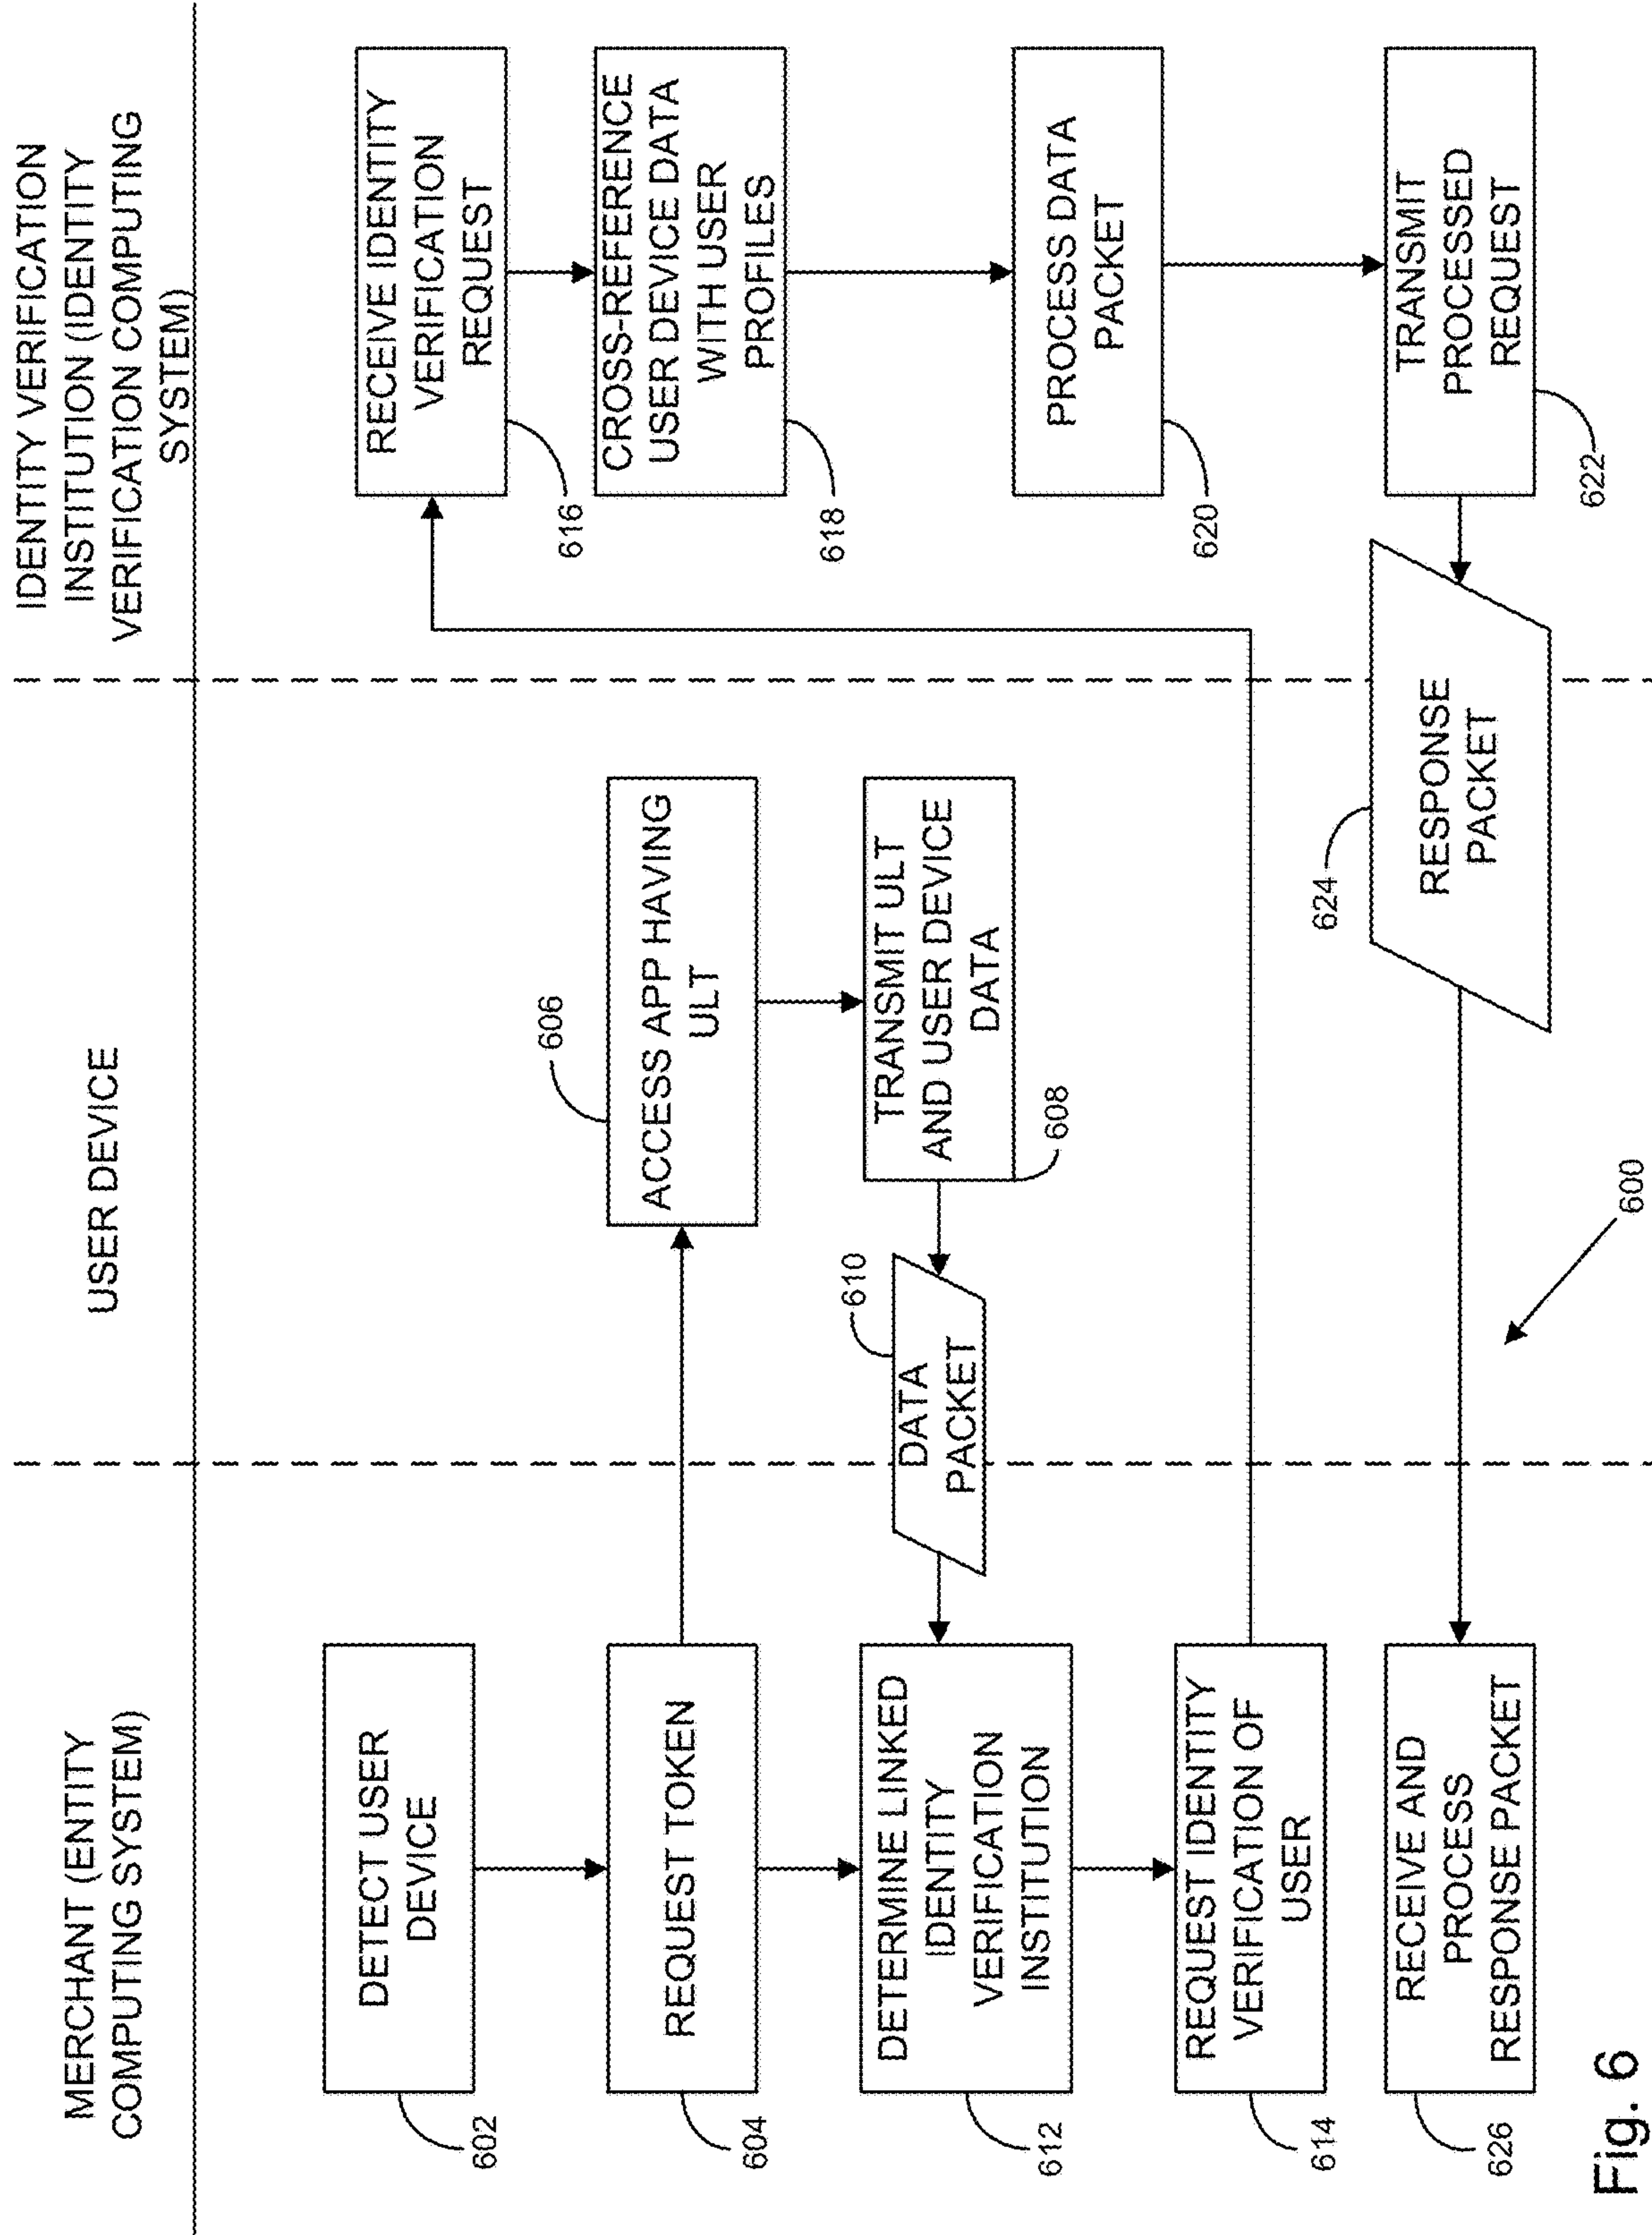 MERCHANT (ENTITY
COMPUTING SYSTEM)
USER DEVICE
IDENTITY VERIFICATION
INSTITUTION (IDENTITY
VERIFICATION COMPUTING
SYSTEM)
DETECT USER
DEVICE
602
REQUEST TOKEN
604
ACCESS APP HAVING
ULT
606
TRANSMIT ULT
AND USER DEVICE
DATA
608
DATA
PACKET
610
DETERMINE LINKED
IDENTITY
VERIFICATION
INSTITUTION
612
REQUEST IDENTITY
VERIFICATION OF
USER
614
RECEIVE IDENTITY
VERIFICATION
REQUEST
616
CROSS-REFERENCE
USER DEVICE DATA
WITH USER
PROFILES
618
PROCESS DATA
PACKET
620
TRANSMIT
PROCESSED
REQUEST
622
RESPONSE
PACKET
624
RECEIVE AND
PROCESS
RESPONSE PACKET
626
600
Fig. 6